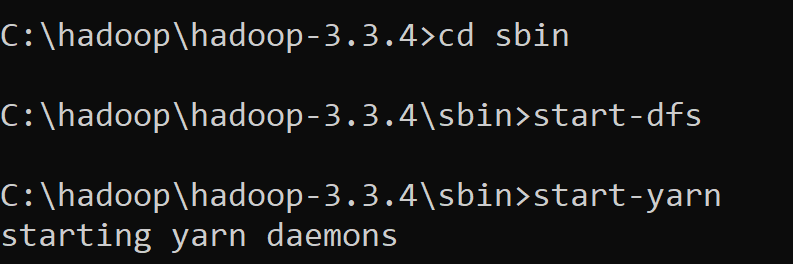 C:\hadoop\hadoop-3.3.4>cd sbin
C:\hadoop\hadoop-3.3.4\sbin>start-dfs
C:\hadoop\hadoop-3.3.4\sbin>start-yarn
starting yarn daemons